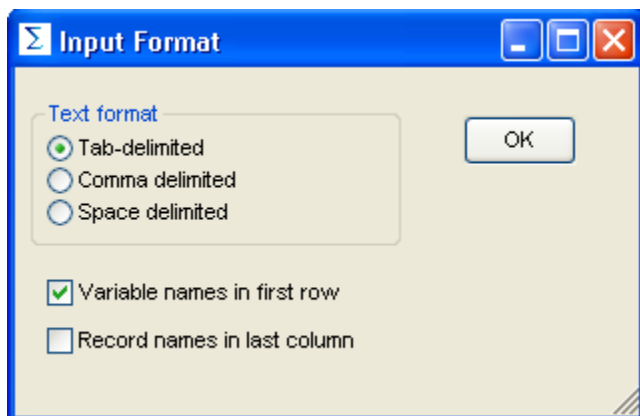 Σ Input Format
Text format
Tab-delimited
OK
Comma delimited
Space delimited
Variable names in first row
Record names in last column